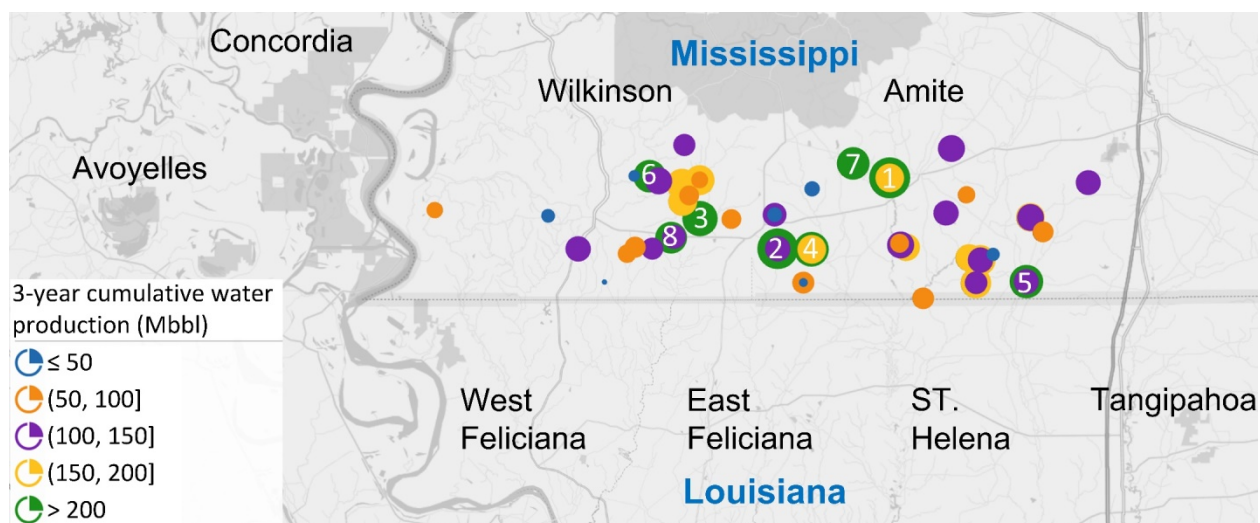 Concordia
Mississippi
Wilkinson
Amite
Avoyelles
7
6
1
3
8
2
4
5
3-year cumulative water
production (Mbbl)
≤ 50
(50, 100]
(100, 150]
(150, 200]
> 200
West
Feliciana
East
Feliciana
ST.
Helena
Tangipahoa
Louisiana